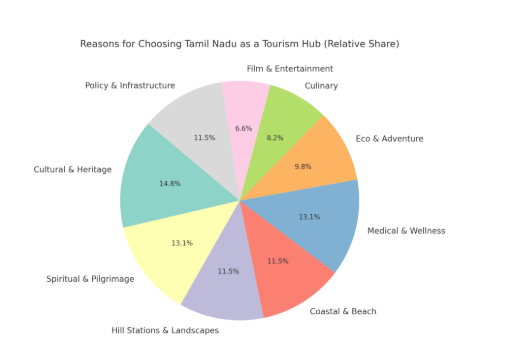 Reasons for Choosing Tamil Nadu as a Tourism Hub (Relative Share)
Film & Entertainment
6.6%
Culinary
8.2%
Eco & Adventure
9.8%
Medical & Wellness
13.1%
Coastal & Beach
11.5%
Hill Stations & Landscapes
11.5%
Spiritual & Pilgrimage
13.1%
Cultural & Heritage
14.8%
Policy & Infrastructure
11.5%